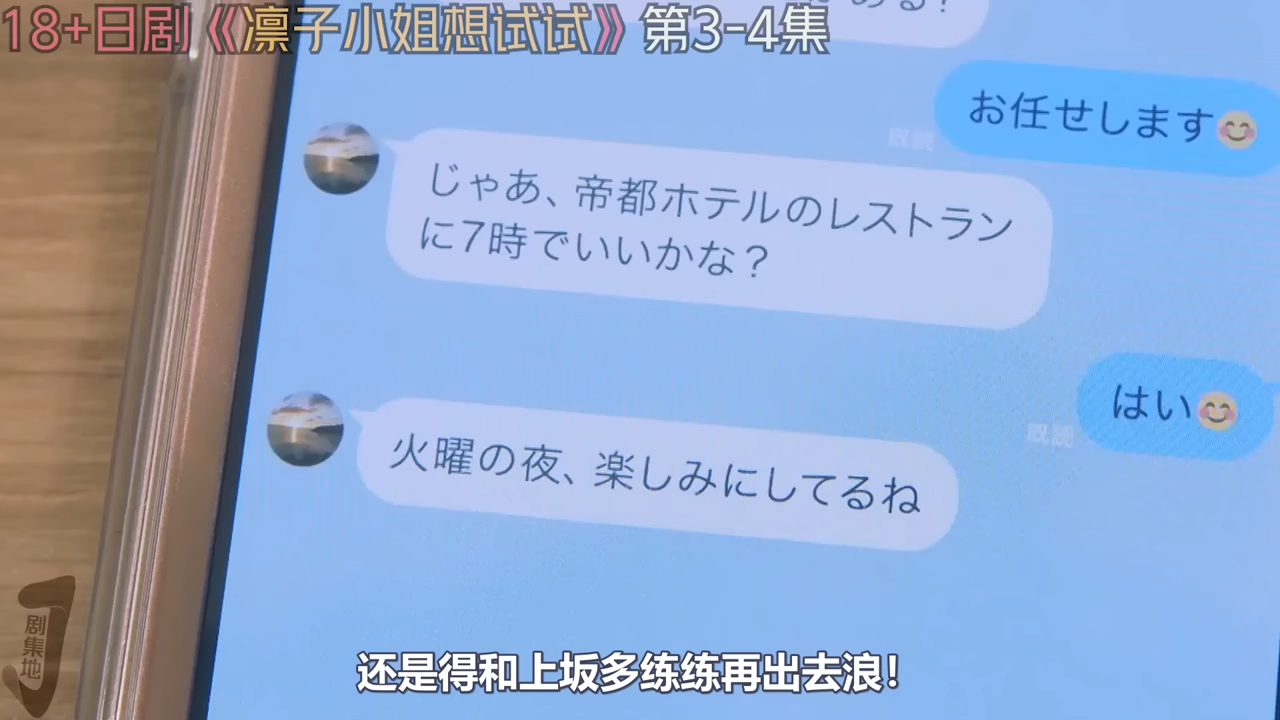 18+日剧《凛子小姐想试试》第3-4集
お任せします😊
既読
じゃあ、帝都ホテルのレストラン
に7時でいいかな？
はい😊
既読
火曜の夜、楽しみにしてるね
剧集地
还是得和上坂多练练再出去浪！